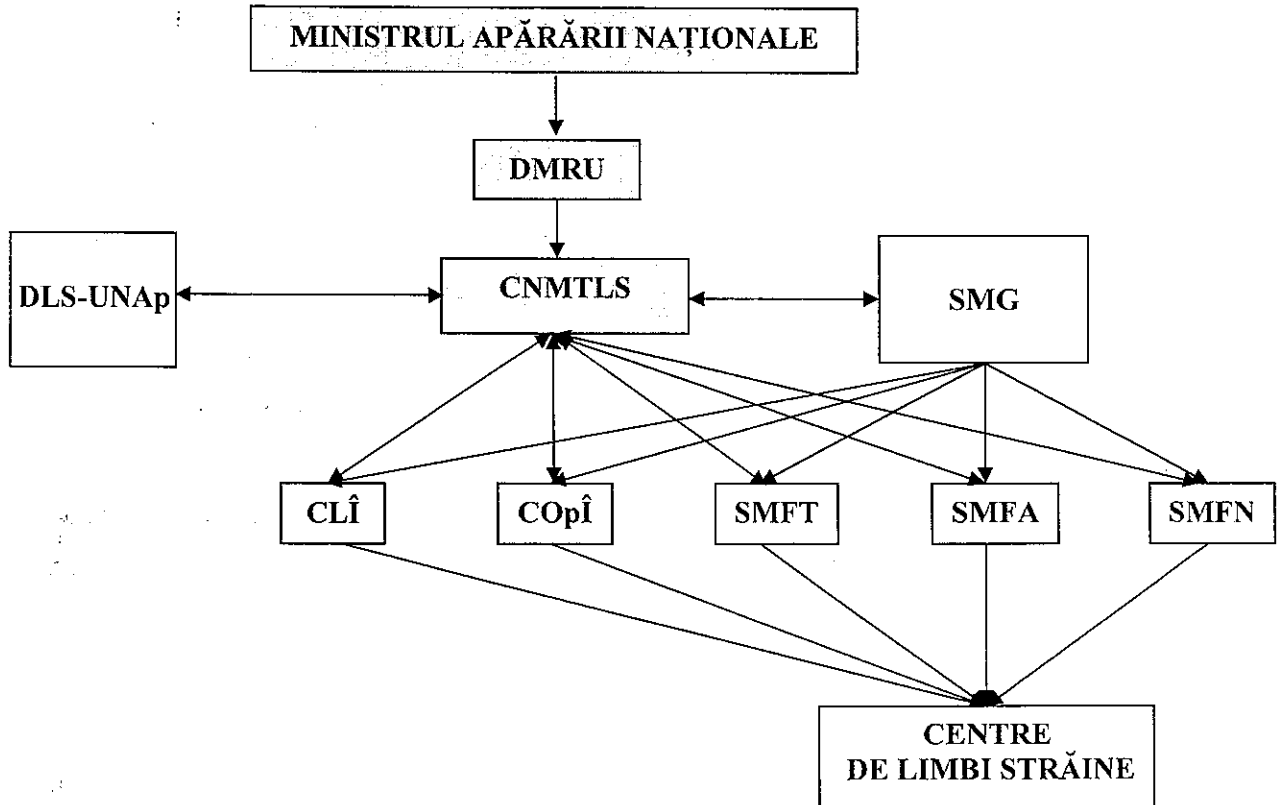 MINISTRUL APĂRĂRII NAȚIONALE
DMRU
DLS-UNAp
CNMTLS
SMG
CLÎ
COpÎ
SMFT
SMFA
SMFN
CENTRE
DE LIMBI STRĂINE